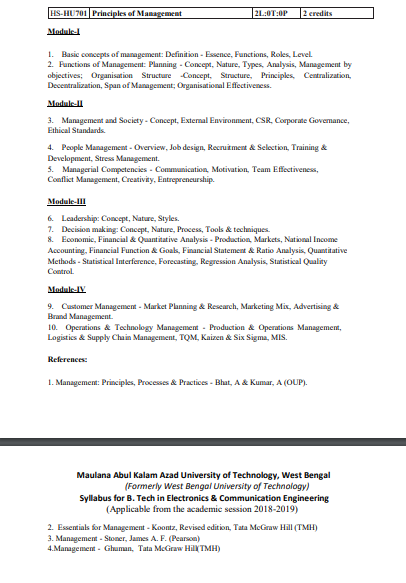 HS-HU701 Principles of Management 2L:0T:0P 2 credits
Module-I
1. Basic concepts of management: Definition - Essence, Functions, Roles, Level.
2. Functions of Management: Planning - Concept, Nature, Types, Analysis, Management by
objectives; Organisation Structure -Concept, Structure, Principles, Centralization,
Decentralization, Span of Management; Organisational Effectiveness.
Module-II
3. Management and Society - Concept, External Environment, CSR, Corporate Governance,
Ethical Standards.
4. People Management - Overview, Job design, Recruitment & Selection, Training &
Development, Stress Management.
5. Managerial Competencies - Communication, Motivation, Team Effectiveness,
Conflict Management, Creativity, Entrepreneurship.
Module-III
6. Leadership: Concept, Nature, Styles.
7. Decision making: Concept, Nature, Process, Tools & techniques.
8. Economic, Financial & Quantitative Analysis - Production, Markets, National Income
Accounting, Financial Function & Goals, Financial Statement & Ratio Analysis, Quantitative
Methods - Statistical Interference, Forecasting, Regression Analysis, Statistical Quality
Control.
Module-IV
9. Customer Management - Market Planning & Research, Marketing Mix, Advertising &
Brand Management.
10. Operations & Technology Management - Production & Operations Management,
Logistics & Supply Chain Management, TQM, Kaizen & Six Sigma, MIS.
References:
1. Management: Principles, Processes & Practices - Bhat, A & Kumar, A (OUP).
Maulana Abul Kalam Azad University of Technology, West Bengal
(Formerly West Bengal University of Technology)
Syllabus for B. Tech in Electronics & Communication Engineering
(Applicable from the academic session 2018-2019)
2. Essentials for Management - Koontz, Revised edition, Tata McGraw Hill (TMH)
3. Management - Stoner, James A. F. (Pearson)
4.Management - Ghuman, Tata McGraw Hill(TMH)